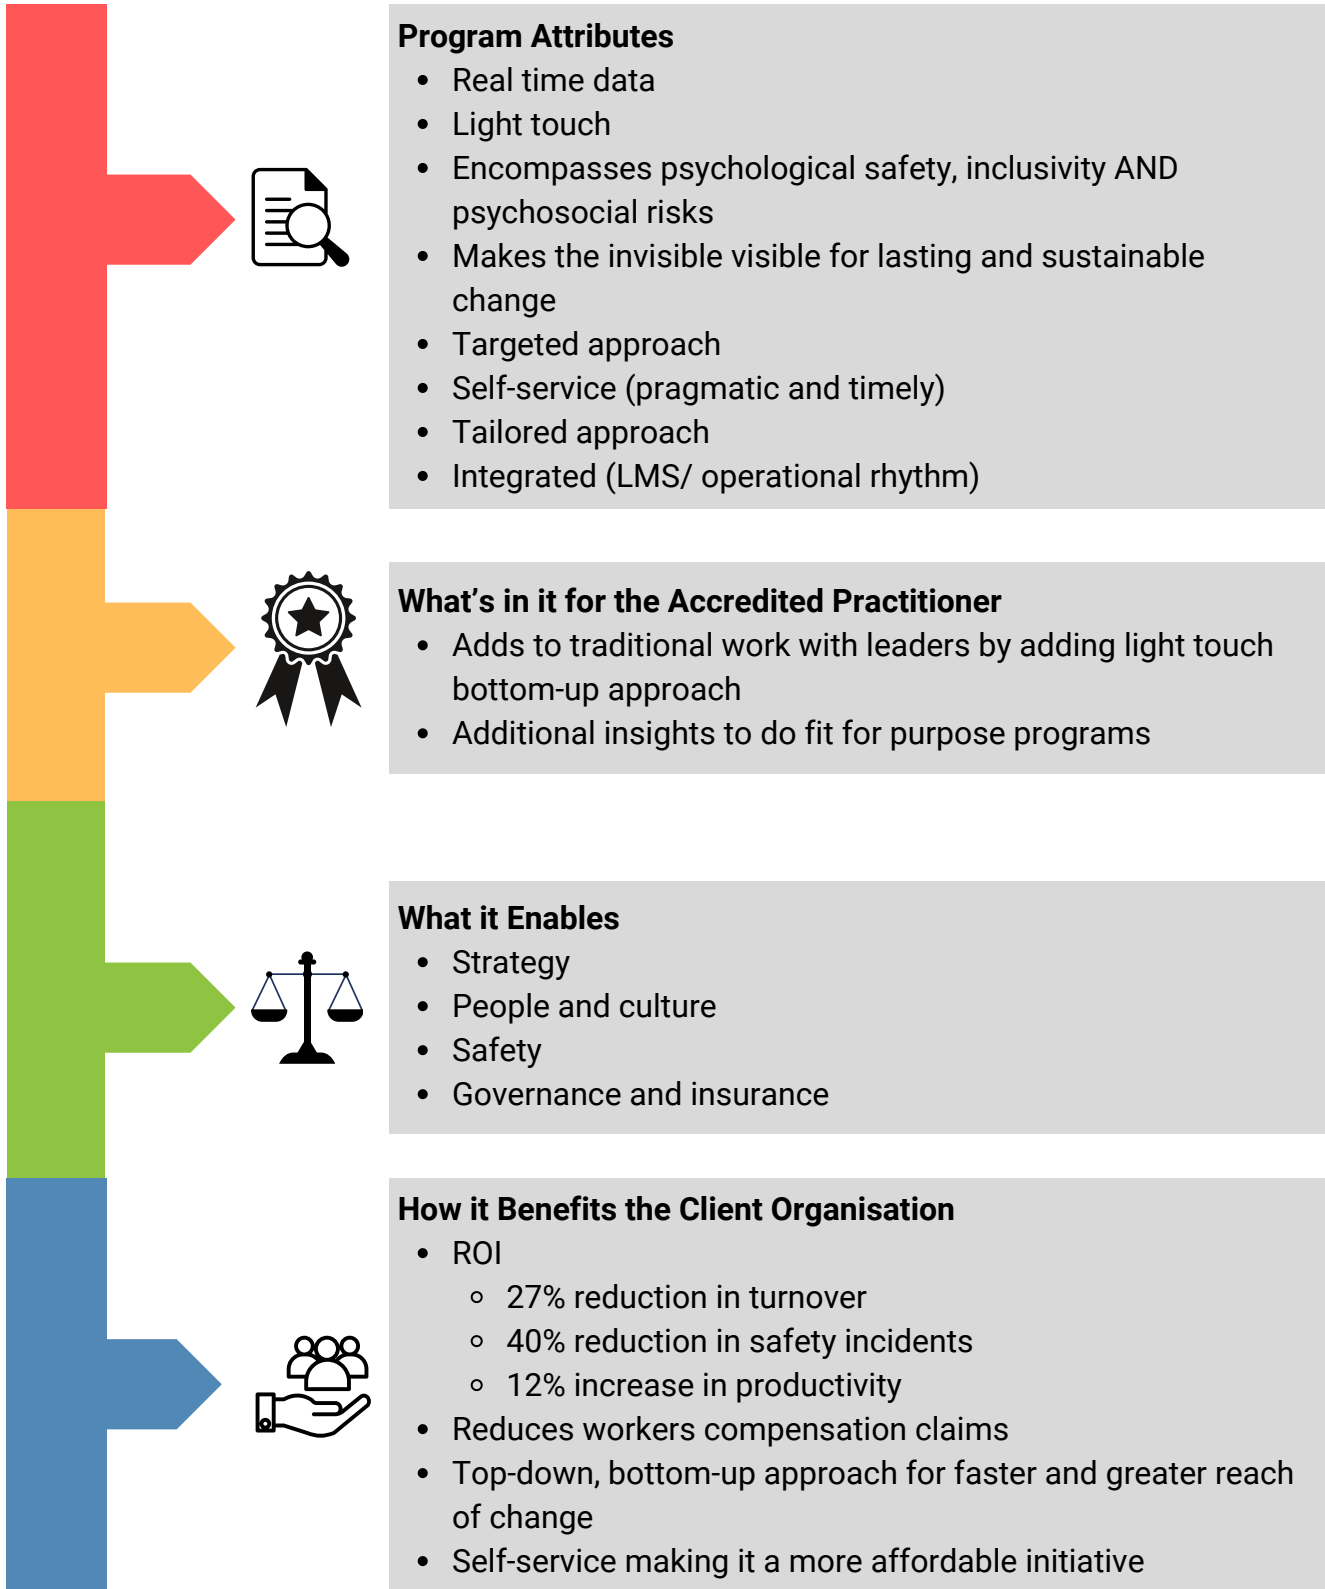 Program Attributes
• Real time data
• Light touch
• Encompasses psychological safety, inclusivity AND
psychosocial risks
• Makes the invisible visible for lasting and sustainable
change
• Targeted approach
• Self-service (pragmatic and timely)
• Tailored approach
• Integrated (LMS/ operational rhythm)
What’s in it for the Accredited Practitioner
• Adds to traditional work with leaders by adding light touch
bottom-up approach
• Additional insights to do fit for purpose programs
What it Enables
• Strategy
• People and culture
• Safety
• Governance and insurance
How it Benefits the Client Organisation
• ROI
◦ 27% reduction in turnover
◦ 40% reduction in safety incidents
◦ 12% increase in productivity
• Reduces workers compensation claims
• Top-down, bottom-up approach for faster and greater reach
of change
• Self-service making it a more affordable initiative